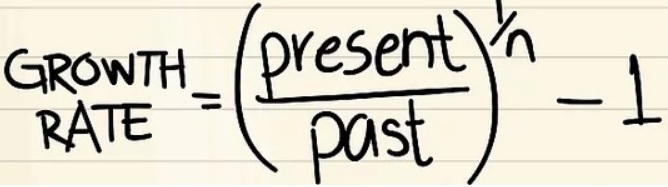 GROWTH RATE = (present/past)^1/n - 1